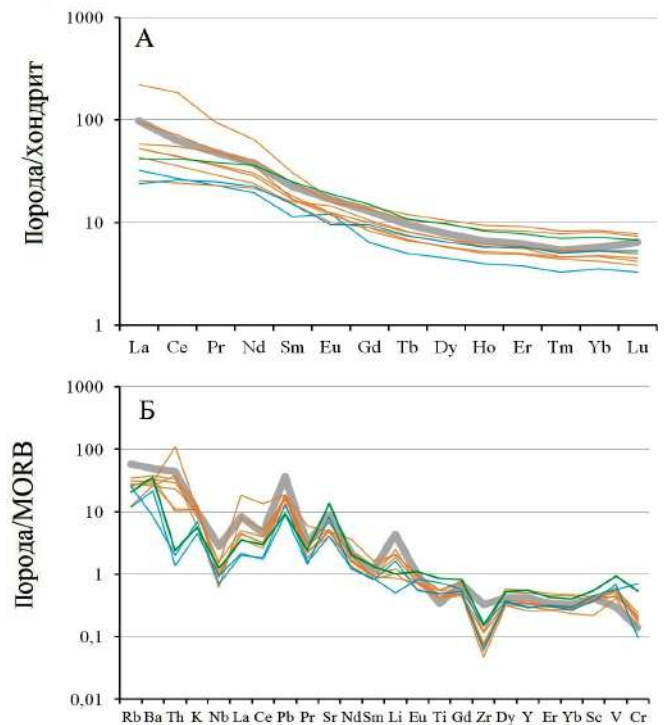 1000
А
100
10
1
Порода/Хондрит
La Ce Pr Nd Sm Eu Gd Tb Dy Ho Er Tm Yb Lu
1000
Б
100
10
1
0,1
0,01
Порода/MORB
Rb Ba Th K Nb La Ce Pb Pr Sr Nd Sm Li Eu Ti Gd Zr Dy Y Er Yb Sc V Cr